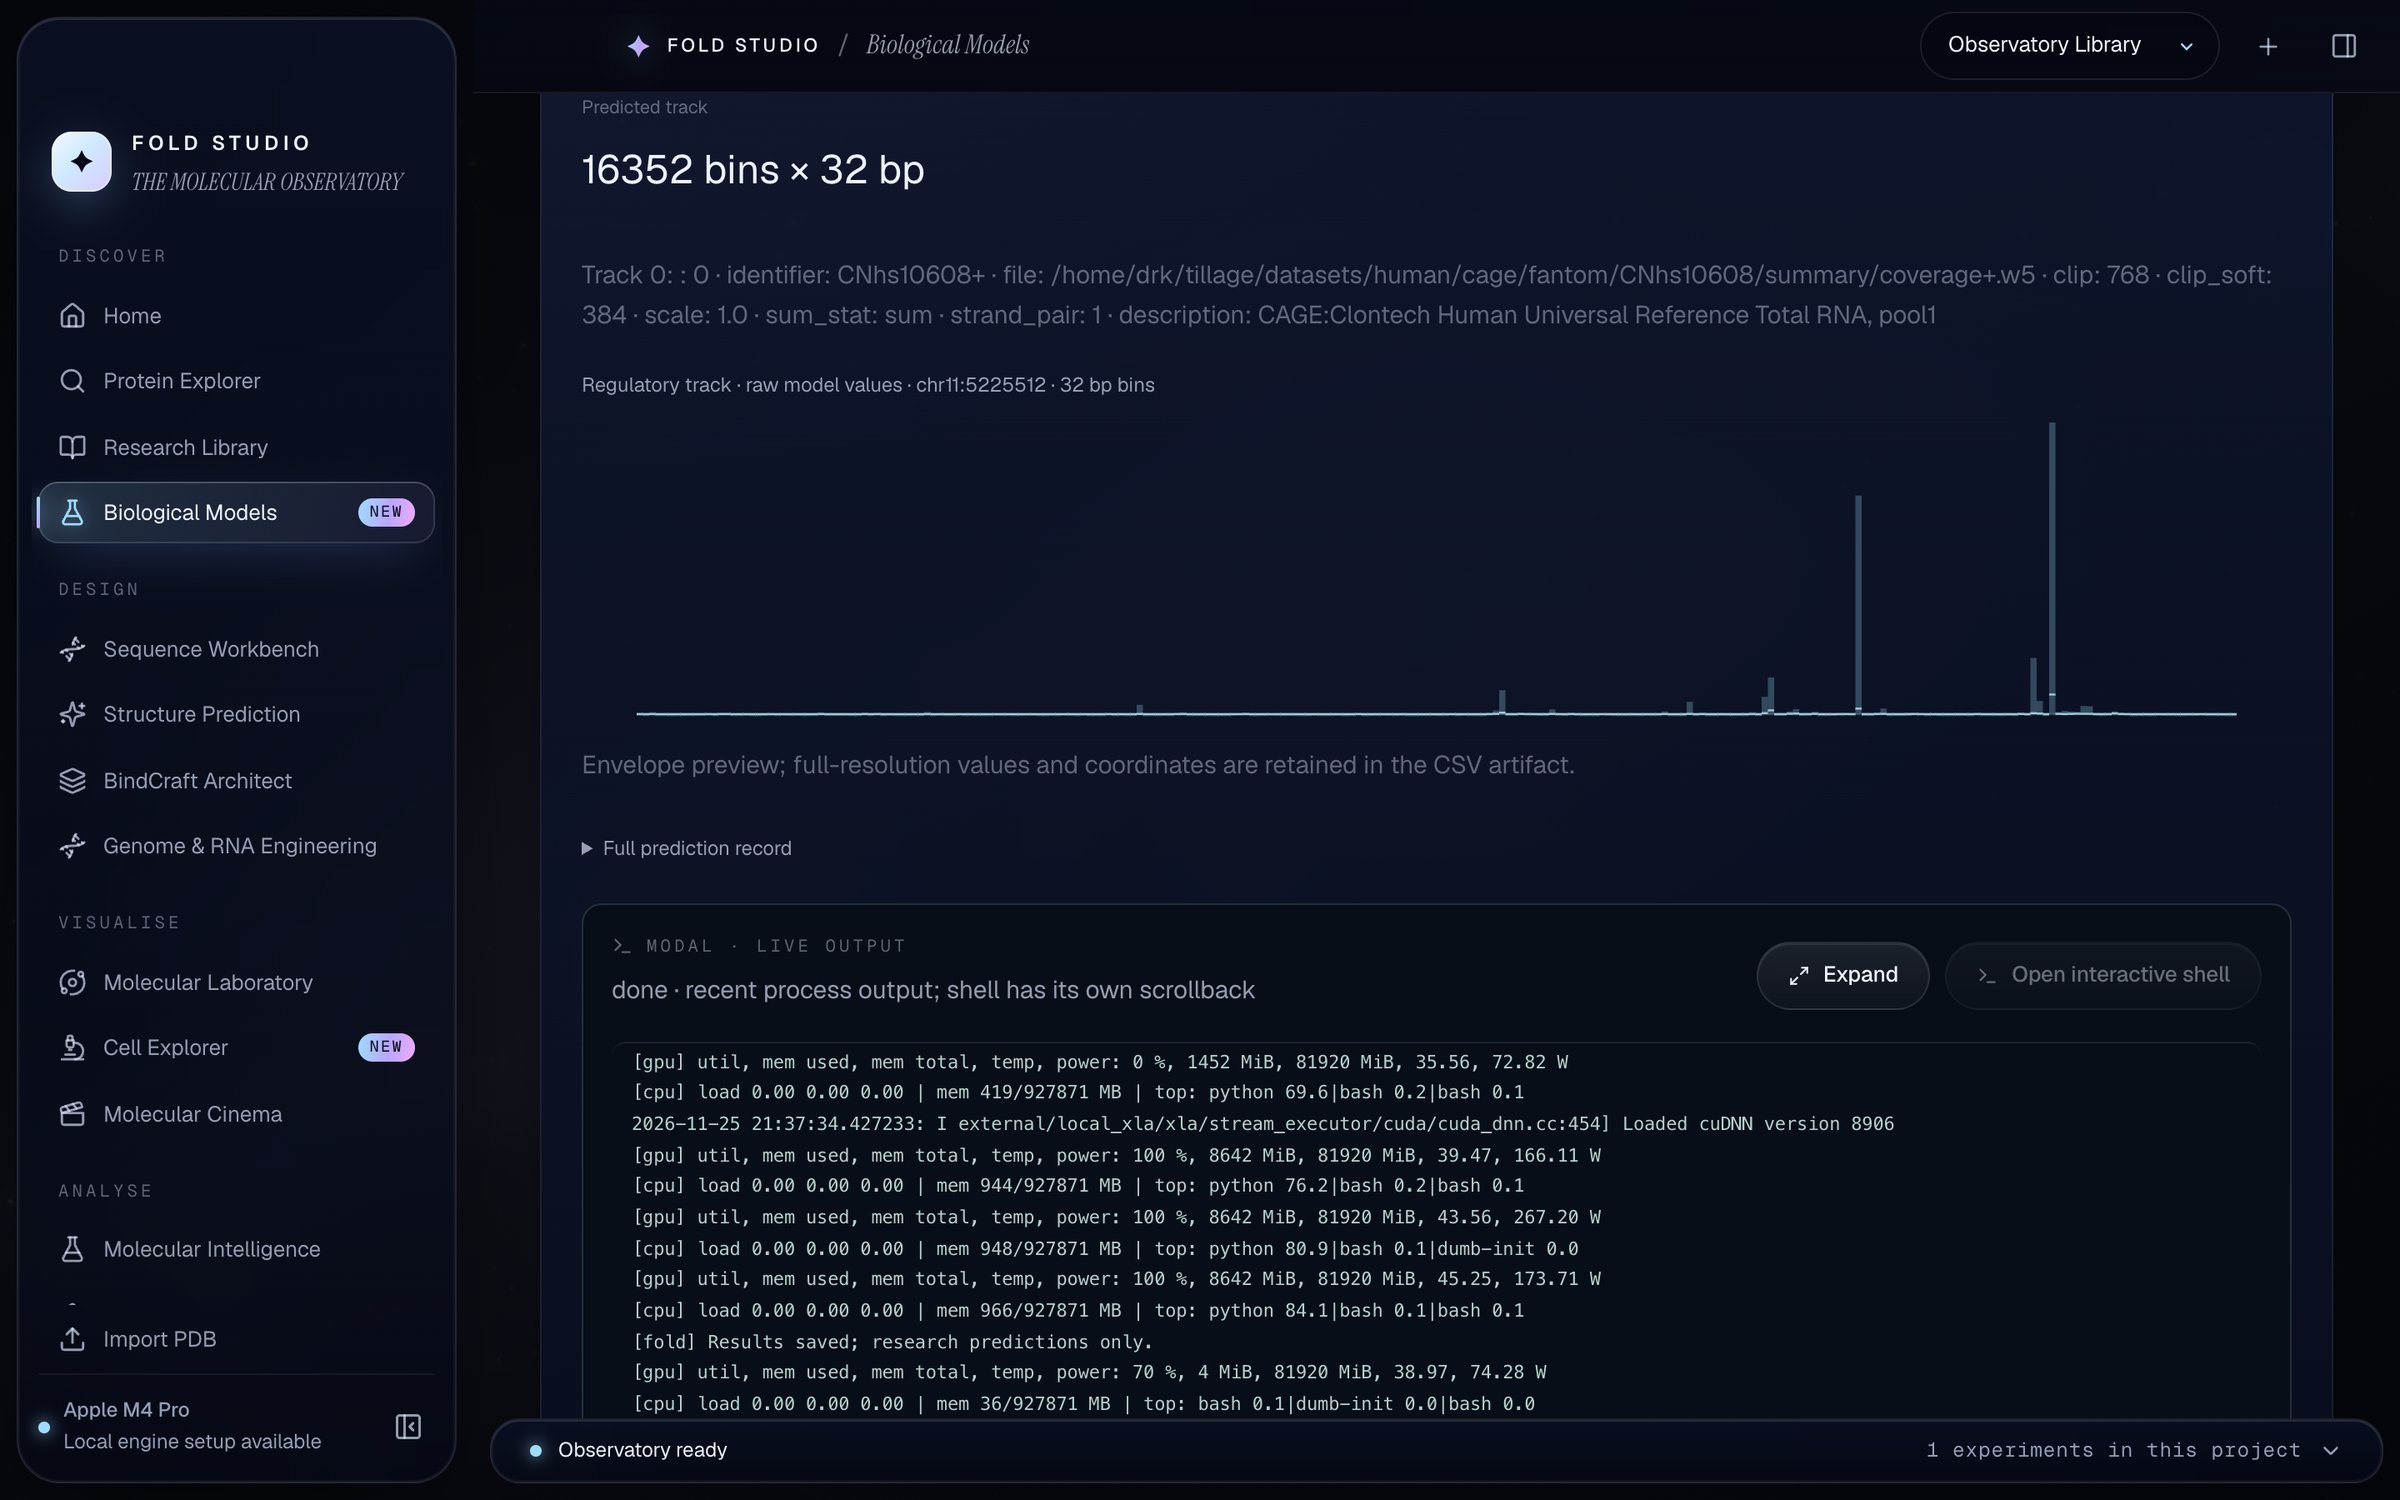 FOLD STUDIO
THE MOLECULAR OBSERVATORY
DISCOVER
Home
Protein Explorer
Research Library
Biological Models NEW
DESIGN
Sequence Workbench
Structure Prediction
BindCraft Architect
Genome & RNA Engineering
VISUALISE
Molecular Laboratory
Cell Explorer NEW
Molecular Cinema
ANALYSE
Molecular Intelligence
Import PDB
Apple M4 Pro
Local engine setup available
FOLD STUDIO / Biological Models
Observatory Library
Predicted track
16352 bins × 32 bp
Track 0: : 0 · identifier: CNhs10608+ · file: /home/drk/tillage/datasets/human/cage/fantom/CNhs10608/summary/coverage+.w5 · clip: 768 · clip_soft:
384 · scale: 1.0 · sum_stat: sum · strand_pair: 1 · description: CAGE:Clontech Human Universal Reference Total RNA, pool1
Regulatory track · raw model values · chr11:5225512 · 32 bp bins
Envelope preview; full-resolution values and coordinates are retained in the CSV artifact.
Full prediction record
MODAL · LIVE OUTPUT
done · recent process output; shell has its own scrollback
Expand
Open interactive shell
[gpu] util, mem used, mem total, temp, power: 0 %, 1452 MiB, 81920 MiB, 35.56, 72.82 W
[cpu] load 0.00 0.00 0.00 | mem 419/927871 MB | top: python 69.6|bash 0.2|bash 0.1
2026-11-25 21:37:34.427233: I external/local_xla/xla/stream_executor/cuda/cuda_dnn.cc:454] Loaded cuDNN version 8906
[gpu] util, mem used, mem total, temp, power: 100 %, 8642 MiB, 81920 MiB, 39.47, 166.11 W
[cpu] load 0.00 0.00 0.00 | mem 944/927871 MB | top: python 76.2|bash 0.2|bash 0.1
[gpu] util, mem used, mem total, temp, power: 100 %, 8642 MiB, 81920 MiB, 43.56, 267.20 W
[cpu] load 0.00 0.00 0.00 | mem 948/927871 MB | top: python 80.9|bash 0.1|dumb-init 0.0
[gpu] util, mem used, mem total, temp, power: 100 %, 8642 MiB, 81920 MiB, 45.25, 173.71 W
[cpu] load 0.00 0.00 0.00 | mem 966/927871 MB | top: python 84.1|bash 0.1|bash 0.1
[fold] Results saved; research predictions only.
[gpu] util, mem used, mem total, temp, power: 70 %, 4 MiB, 81920 MiB, 38.97, 74.28 W
[cpu] load 0.00 0.00 0.00 | mem 36/927871 MB | top: bash 0.1|dumb-init 0.0|bash 0.0
Observatory ready
1 experiments in this project